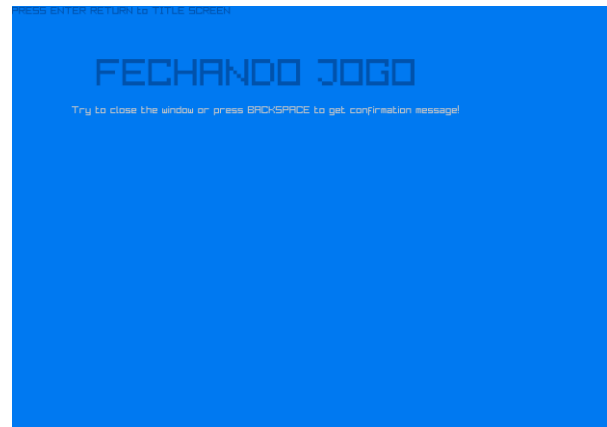 PRESS ENTER RETURN to TITLE SCREEN
FECHANDO JOGO
Try to close the window or press BACKSPACE to get confirmation message!